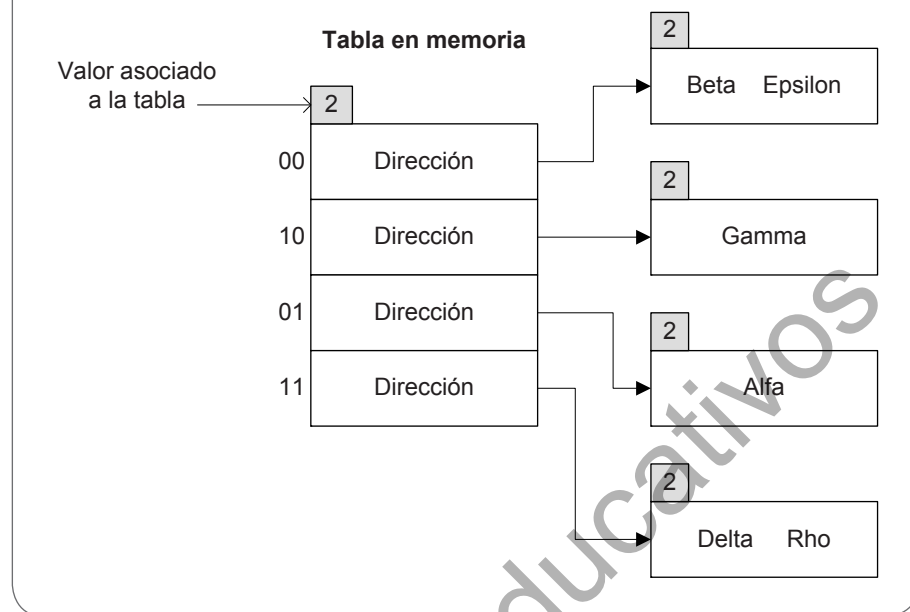 Tabla en memoria
Valor asociado
a la tabla
2
00 Dirección
10 Dirección
01 Dirección
11 Dirección
2
Beta Epsilon
2
Gamma
2
Alfa
2
Delta Rho
ducativos